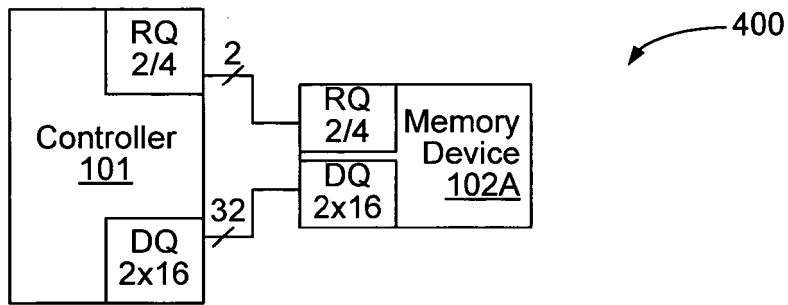 400
RQ
2/4
2
Controller
101
RQ
2/4
Memory
Device
102A
DQ
2x16
32
DQ
2x16